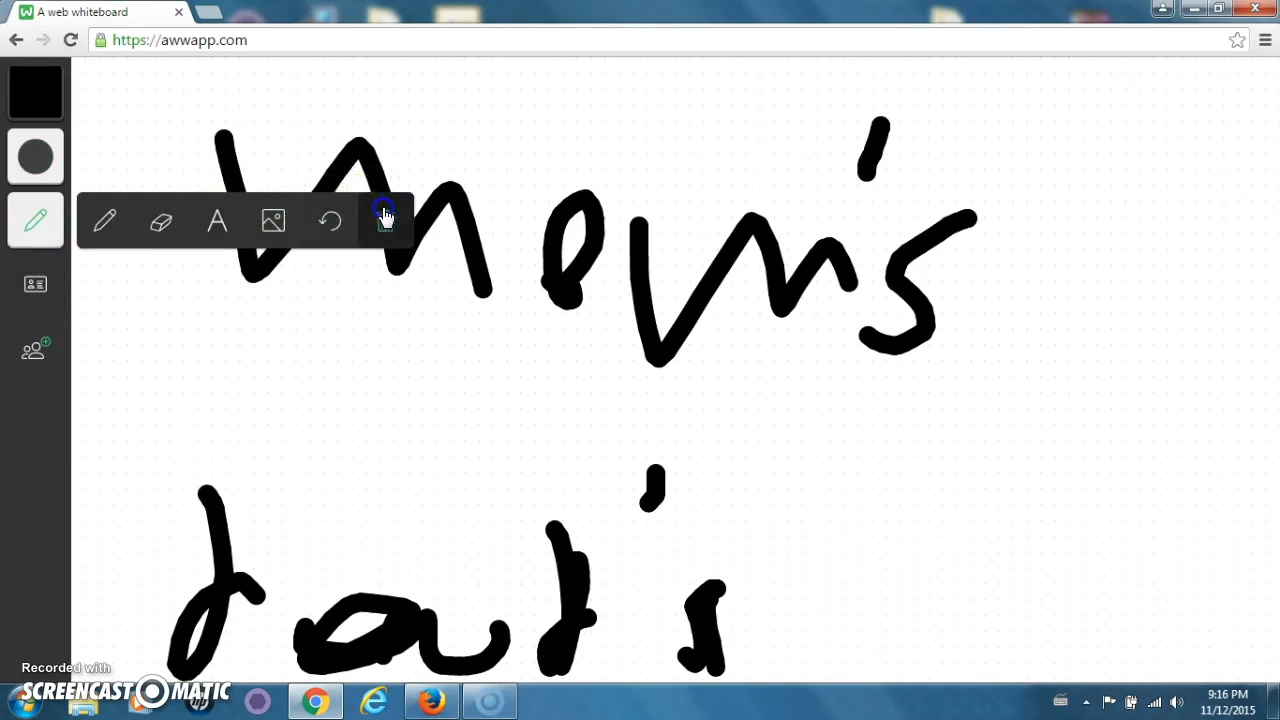 A web whiteboard
https://awwapp.com
A
mom's
dad's
Recorded with
SCREENCAST-O-MATIC
9:16 PM
11/12/2015